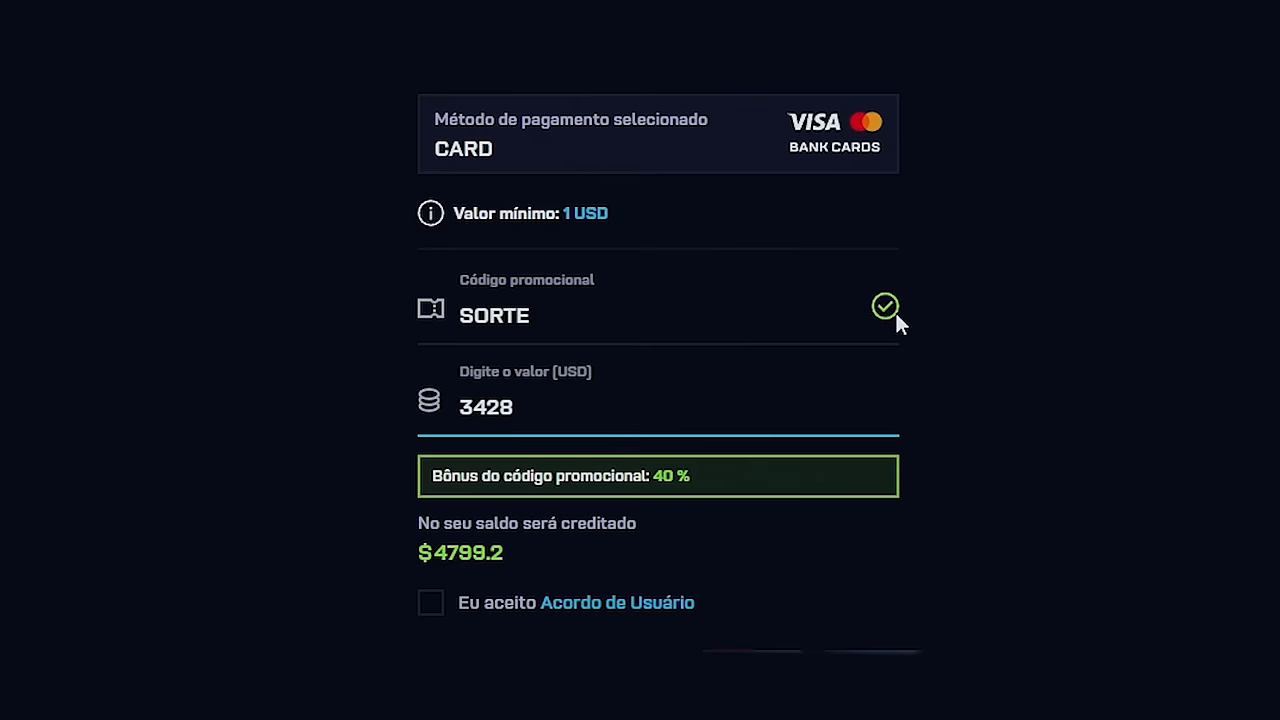 Método de pagamento selecionado
CARD
VISA
BANK CARDS
Valor mínimo: 1 USD
Código promocional
SORTE
Digite o valor (USD)
3428
Bônus do código promocional: 40 %
No seu saldo será creditado
$4799.2
Eu aceito Acordo de Usuário